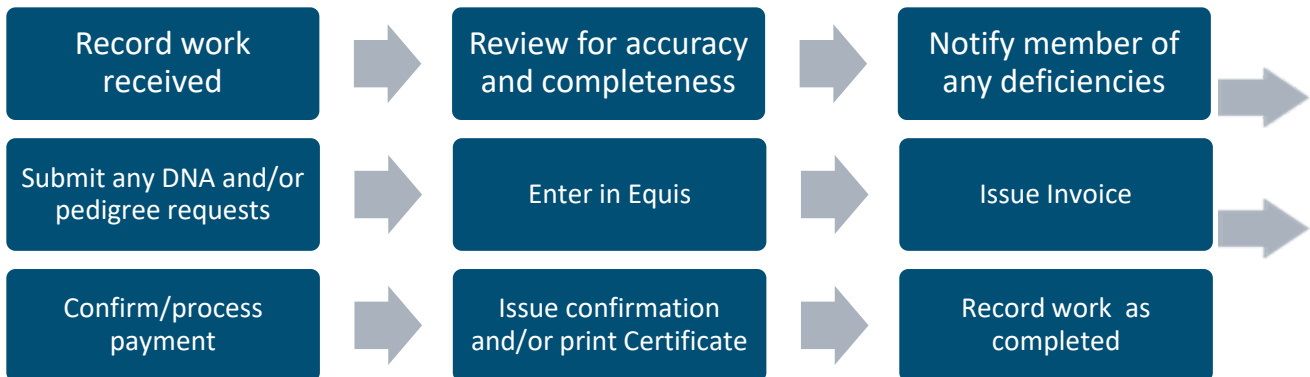 Record work
received
Review for accuracy
and completeness
Notify member of
any deficiencies
Submit any DNA and/or
pedigree requests
Enter in Equis
Issue Invoice
Confirm/process
payment
Issue confirmation
and/or print Certificate
Record work as
completed